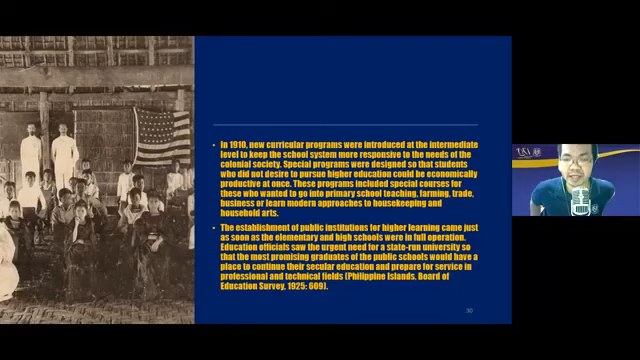 • In 1910, new curricular programs were introduced at the intermediate
level to keep the school system more responsive to the needs of the
colonial society. Special programs were designed so that students
who did not desire to pursue higher education could be economically
productive at once. These programs included special courses for
those who wanted to go into primary school teaching, farming, trade,
business or learn modern approaches to housekeeping and
household arts.
• The establishment of public institutions for higher learning came just
as soon as the elementary and high schools were in full operation.
Education officials saw the urgent need for a state-run university so
that the most promising graduates of the public schools would have a
place to continue their secular education and prepare for service in
professional and technical fields (Philippine Islands, Board of
Education Survey, 1925: 609).
30